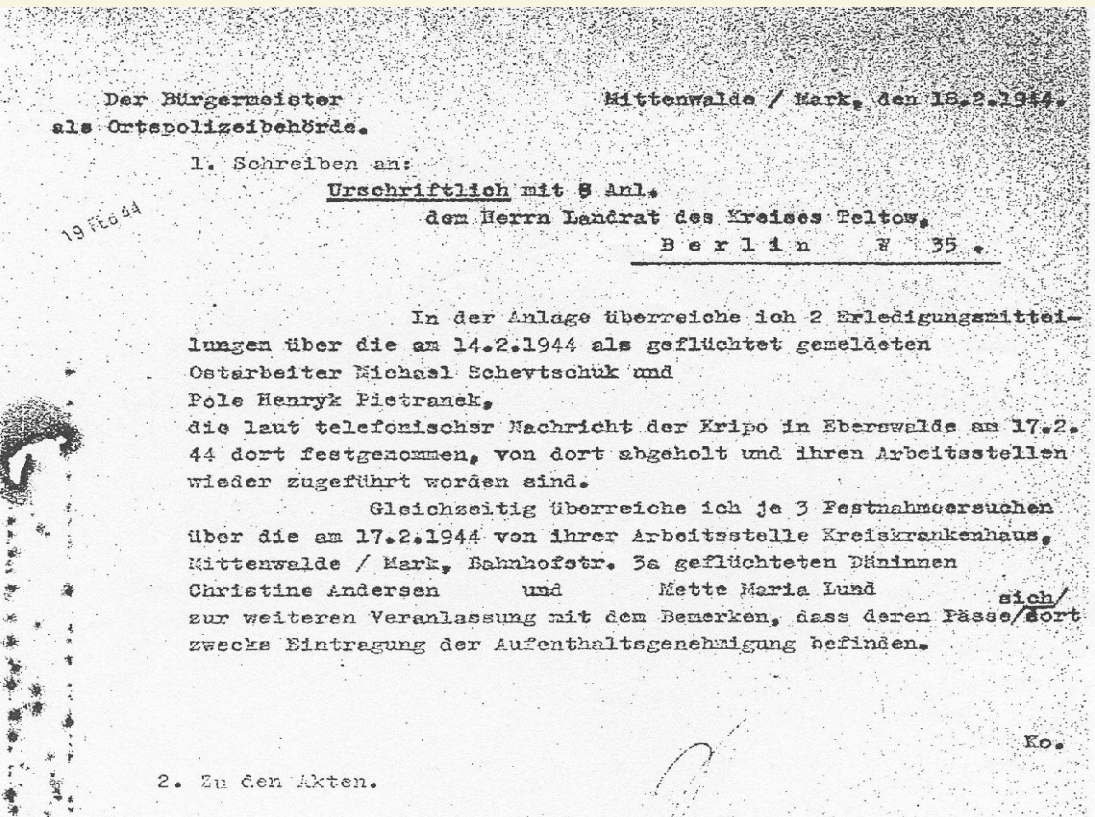 Der Bürgermeister
als Ortspolizeibehörde.
Mittenwalde / Mark, den 18.2.1944.
1. Schreiben an:
Urschriftlich mit 8 Anl.
dem Herrn Landrat des Kreises Teltow,
Berlin W 35.
19 FEB 44
In der Anlage überreiche ich 2 Erledigungsmittei-
lungen über die am 14.2.1944 als geflüchtet gemeldeten
Ostarbeiter Michael Schevtschuk und
Pole Henryk Pietranek,
die laut telefonischer Nachricht der Kripo in Eberswalde am 17.2.
44 dort festgenommen, von dort abgeholt und ihren Arbeitsstellen
wieder zugeführt worden sind.
Gleichzeitig überreiche ich je 3 Festnahmeersuchen
über die am 17.2.1944 von ihrer Arbeitsstelle Kreiskrankenhaus,
Mittenwalde / Mark, Bahnhofstr. 3a geflüchteten Däninnen
Christine Andersen und Mette Maria Lund
sich/
zur weiteren Veranlassung mit dem Bemerken, dass deren Pässe/dort
zwecks Eintragung der Aufenthaltsgenehmigung befinden.
Ko.
2. Zu den Akten.